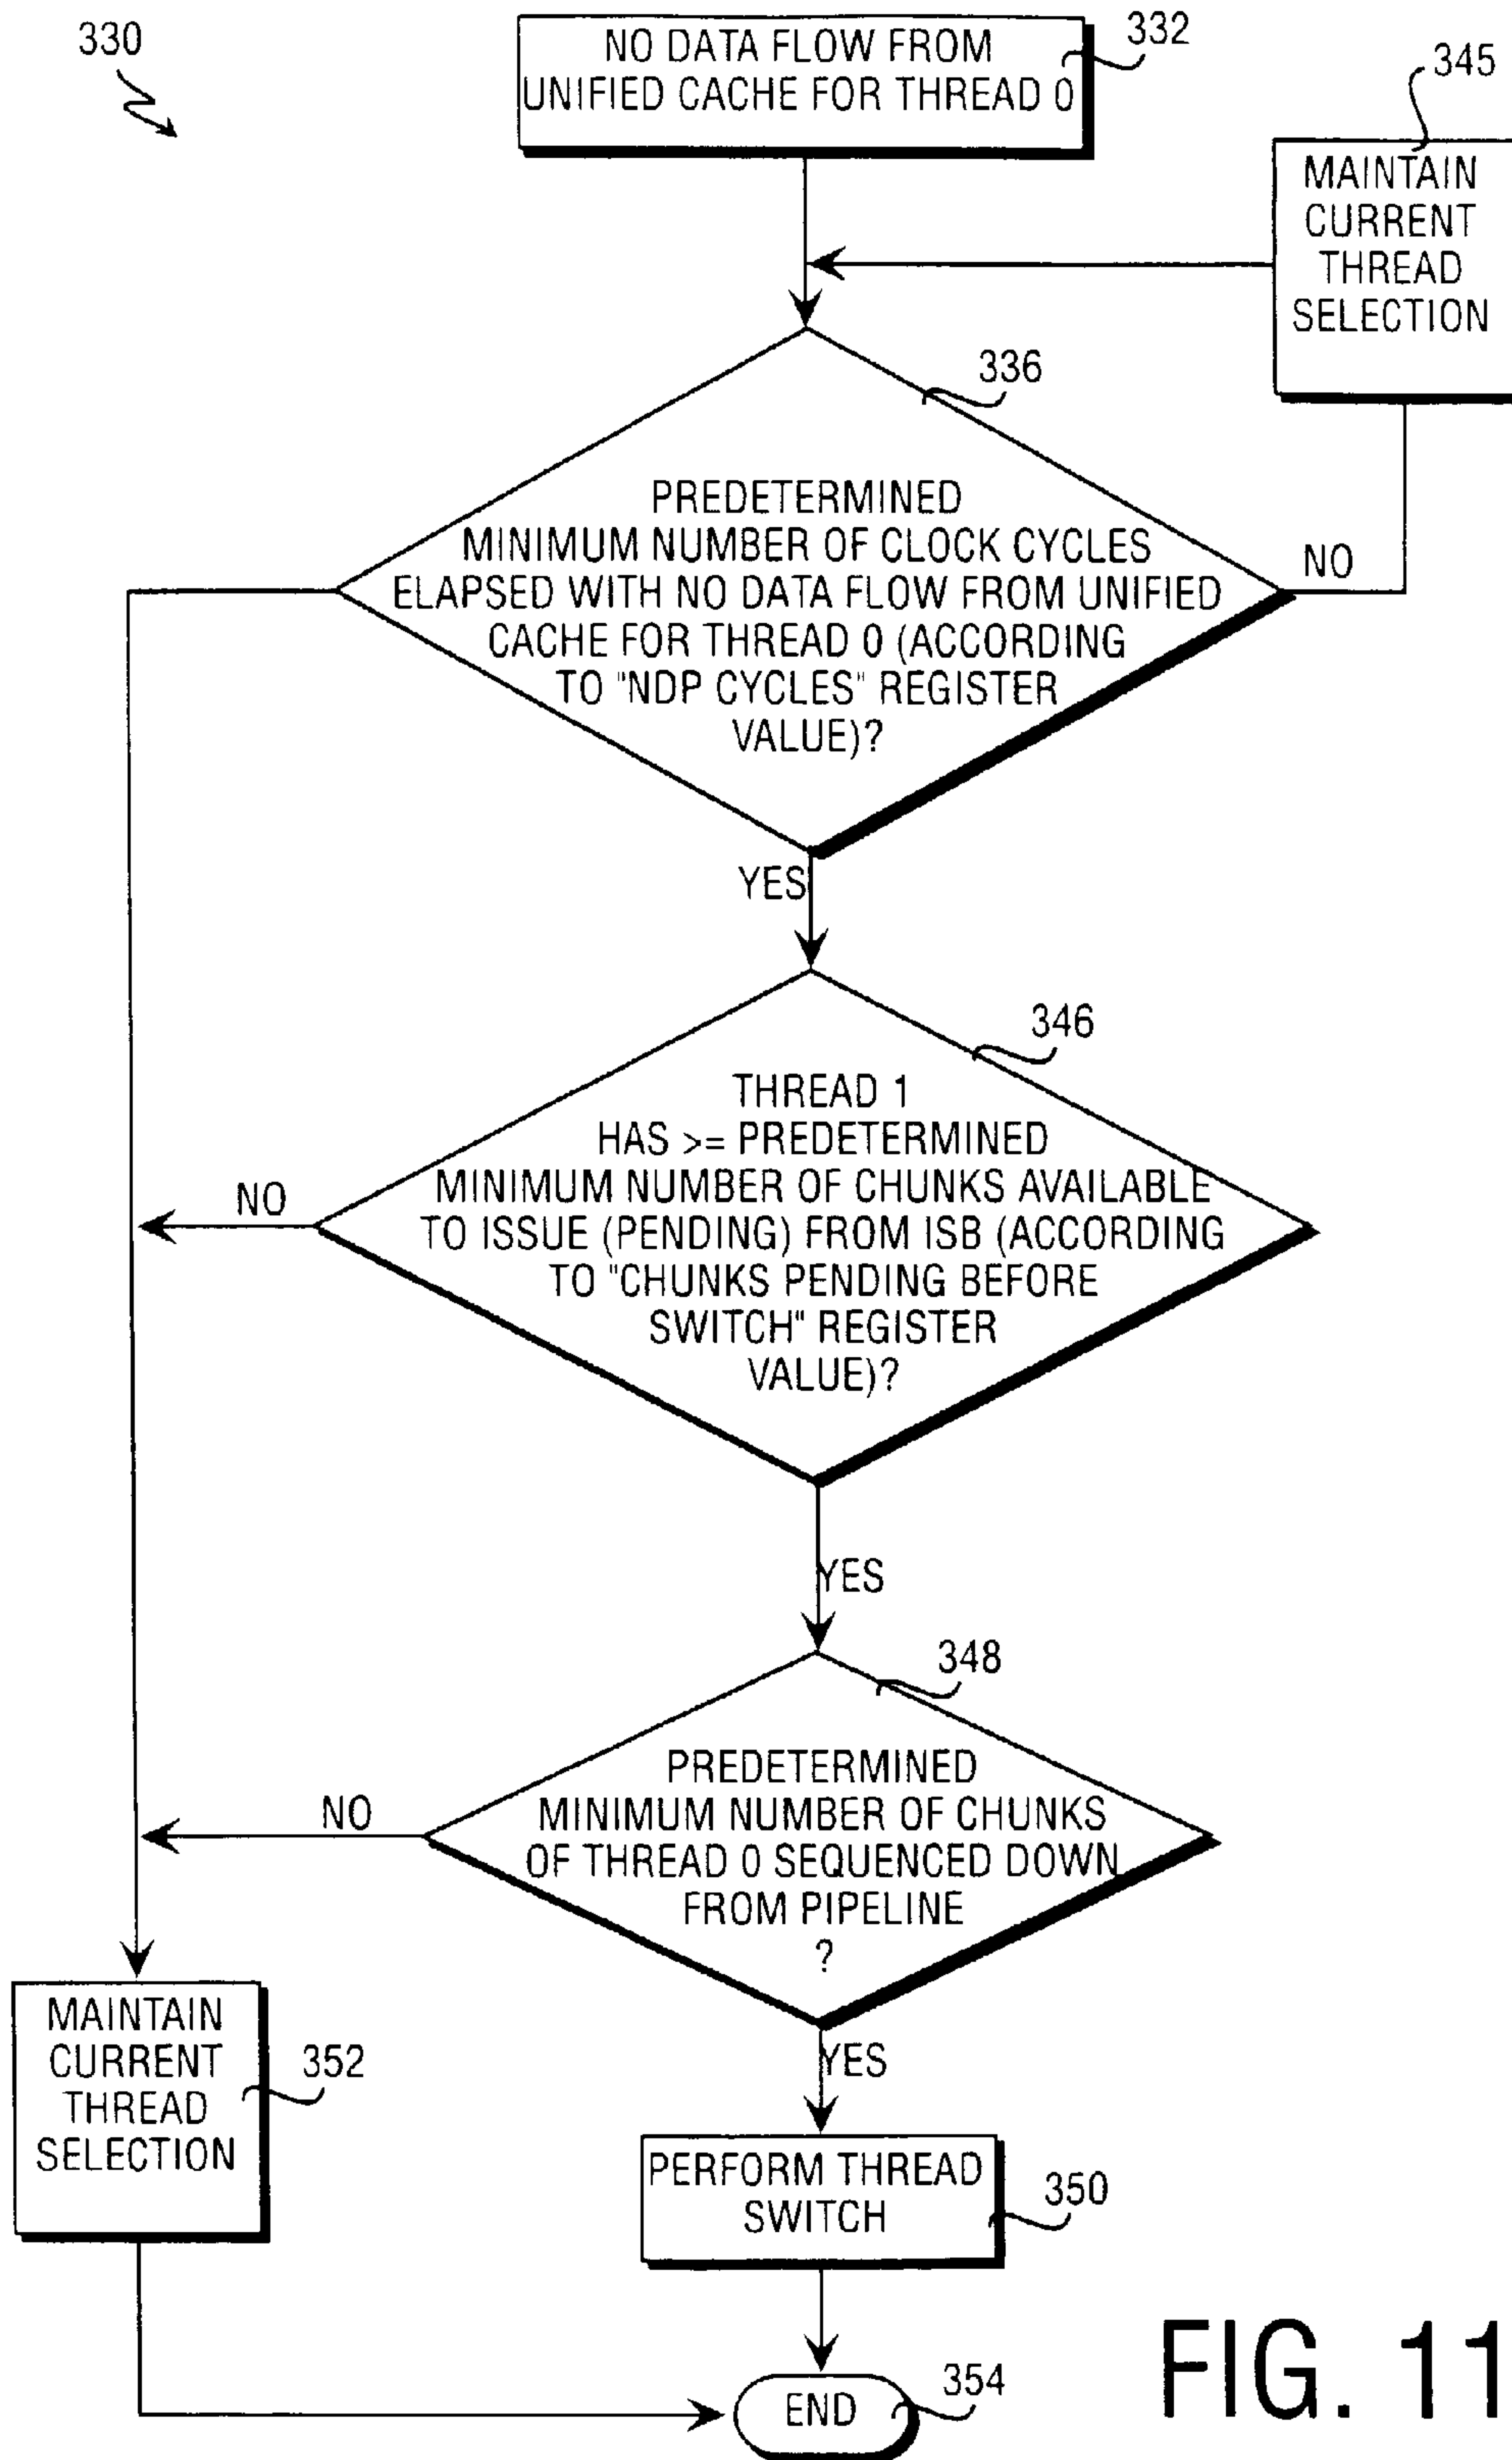 330
NO DATA FLOW FROM
UNIFIED CACHE FOR THREAD 0
332
345
MAINTAIN
CURRENT
THREAD
SELECTION
336
PREDETERMINED
MINIMUM NUMBER OF CLOCK CYCLES
ELAPSED WITH NO DATA FLOW FROM UNIFIED
CACHE FOR THREAD 0 (ACCORDING
TO "NDP CYCLES" REGISTER
VALUE)?
NO
YES
346
THREAD 1
HAS >= PREDETERMINED
MINIMUM NUMBER OF CHUNKS AVAILABLE
TO ISSUE (PENDING) FROM ISB (ACCORDING
TO "CHUNKS PENDING BEFORE
SWITCH" REGISTER
VALUE)?
NO
YES
348
PREDETERMINED
MINIMUM NUMBER OF CHUNKS
OF THREAD 0 SEQUENCED DOWN
FROM PIPELINE
?
NO
YES
MAINTAIN
CURRENT
THREAD
SELECTION
352
PERFORM THREAD
SWITCH
350
END
354
FIG. 11